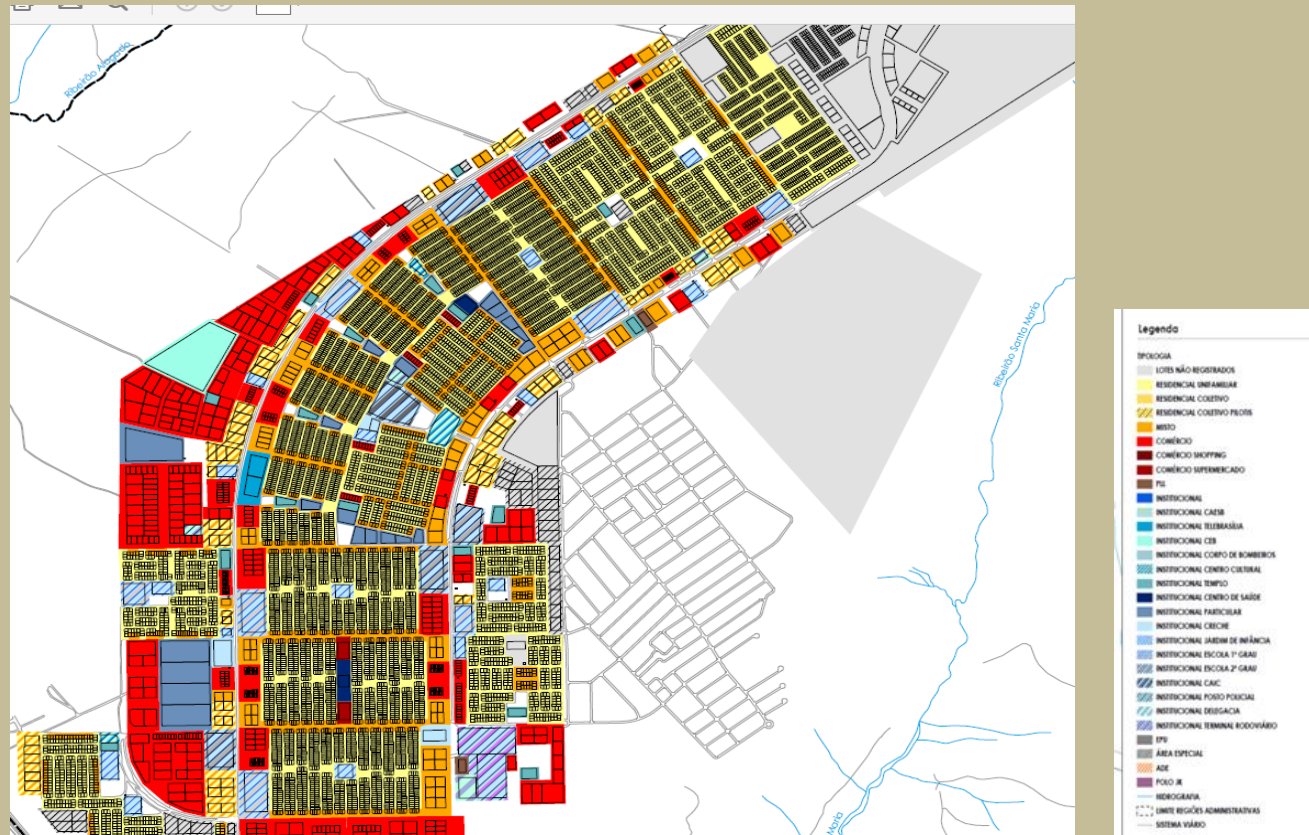 Ribeirão Alagado
Ribeirão Santa Maria
Maria
Legenda
TIPOLOGIA
LOTES NÃO REGISTRADOS
RESIDENCIAL UNIFAMILIAR
RESIDENCIAL COLETIVO
RESIDENCIAL COLETIVO PILOTIS
MISTO
COMÉRCIO
COMÉRCIO SHOPPING
COMÉRCIO SUPERMERCADO
PLL
INSTITUCIONAL
INSTITUCIONAL CAESB
INSTITUCIONAL TELEBRASÍLIA
INSTITUCIONAL CEB
INSTITUCIONAL CORPO DE BOMBEIROS
INSTITUCIONAL CENTRO CULTURAL
INSTITUCIONAL TEMPLO
INSTITUCIONAL CENTRO DE SAÚDE
INSTITUCIONAL PARTICULAR
INSTITUCIONAL CRECHE
INSTITUCIONAL JARDIM DE INFÂNCIA
INSTITUCIONAL ESCOLA 1º GRAU
INSTITUCIONAL ESCOLA 2º GRAU
INSTITUCIONAL CAIC
INSTITUCIONAL POSTO POLICIAL
INSTITUCIONAL DELEGACIA
INSTITUCIONAL TERMINAL RODOVIÁRIO
EPU
ÁREA ESPECIAL
ADE
POLO JK
HIDROGRAFIA
LIMITE REGIÕES ADMINISTRATIVAS
SISTEMA VIÁRIO